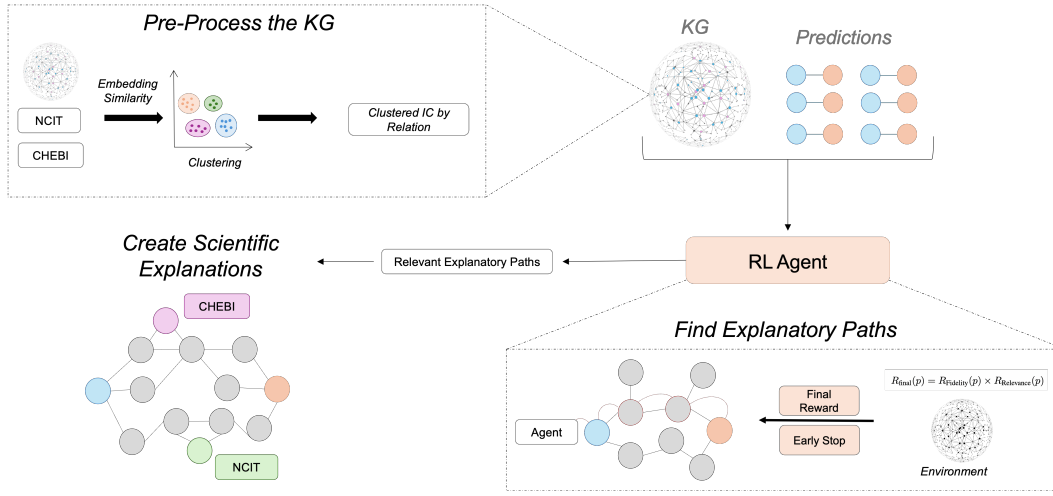 Pre-Process the KG
NCIT
CHEBI
Embedding
Similarity
Clustering
Clustered IC by
Relation
KG
Predictions
RL Agent
Relevant Explanatory Paths
Create Scientific
Explanations
CHEBI
NCIT
Find Explanatory Paths
Agent
Final
Reward
Early Stop
R_final(p) = R_Fidelity(p) × R_Relevance(p)
Environment